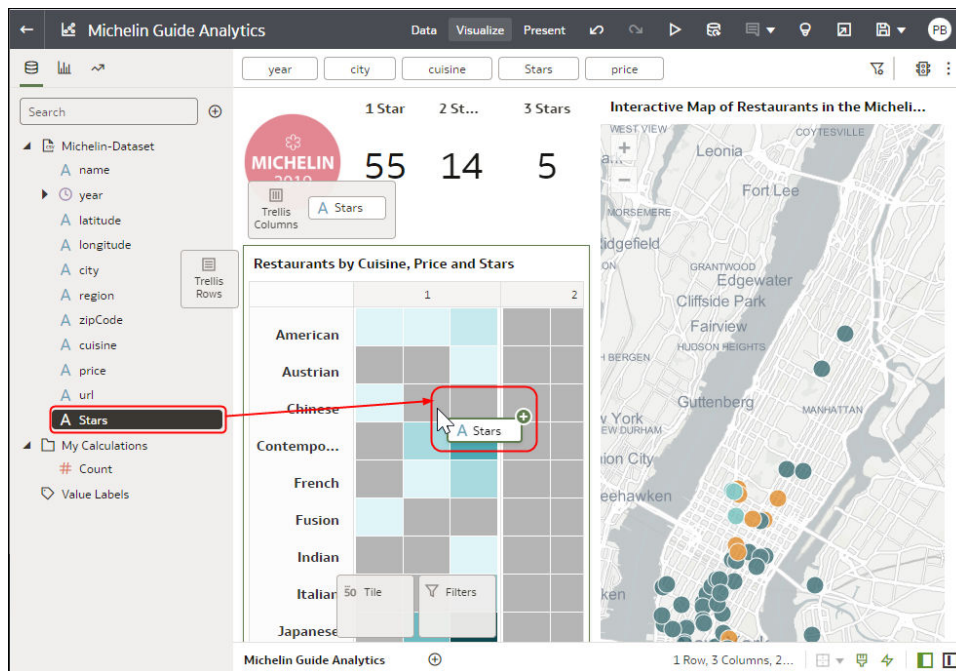 Michelin Guide Analytics
Data Visualize Present
PB
year city cuisine Stars price
Search
Michelin-Dataset
A name
year
A latitude
A longitude
A city
A region
A zipCode
A cuisine
A price
A url
A Stars
My Calculations
# Count
Value Labels
Trellis
Rows
1 Star 2 St... 3 Stars
MICHELIN
55 14 5
Trellis
Columns
A Stars
Restaurants by Cuisine, Price and Stars
1 2
American
Austrian
Chinese
A Stars
Contempo...
French
Fusion
Indian
Italian
50 Tile
Filters
Japanese
Interactive Map of Restaurants in the Micheli...
WEST VIEW
COYTESVILLE
+
Leonia
−
Fort Lee
MORSEMERE
idgefield
GRANTWOOD
Edgewater
Cliffside Park
Fairview
HUDSON HEIGHTS
BERGEN
Guttenberg
MANHATTAN
York
EW DURHAM
ion City
eehawken
ken
Michelin Guide Analytics
1 Row, 3 Columns, 2...